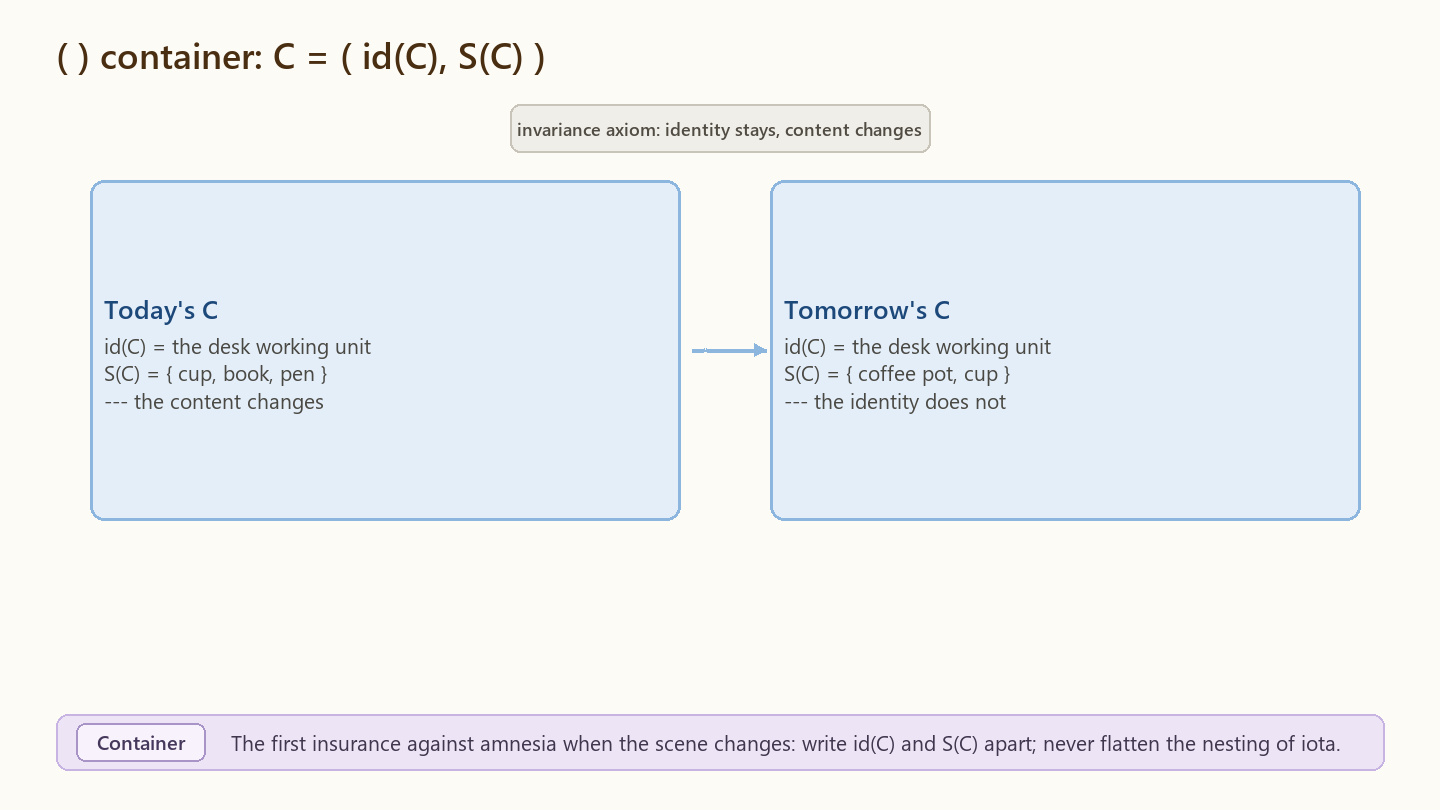 ( ) container: C = ( id(C), S(C) )
invariance axiom: identity stays, content changes
Today's C
id(C) = the desk working unit
S(C) = { cup, book, pen }
--- the content changes
Tomorrow's C
id(C) = the desk working unit
S(C) = { coffee pot, cup }
--- the identity does not
Container
The first insurance against amnesia when the scene changes: write id(C) and S(C) apart; never flatten the nesting of iota.